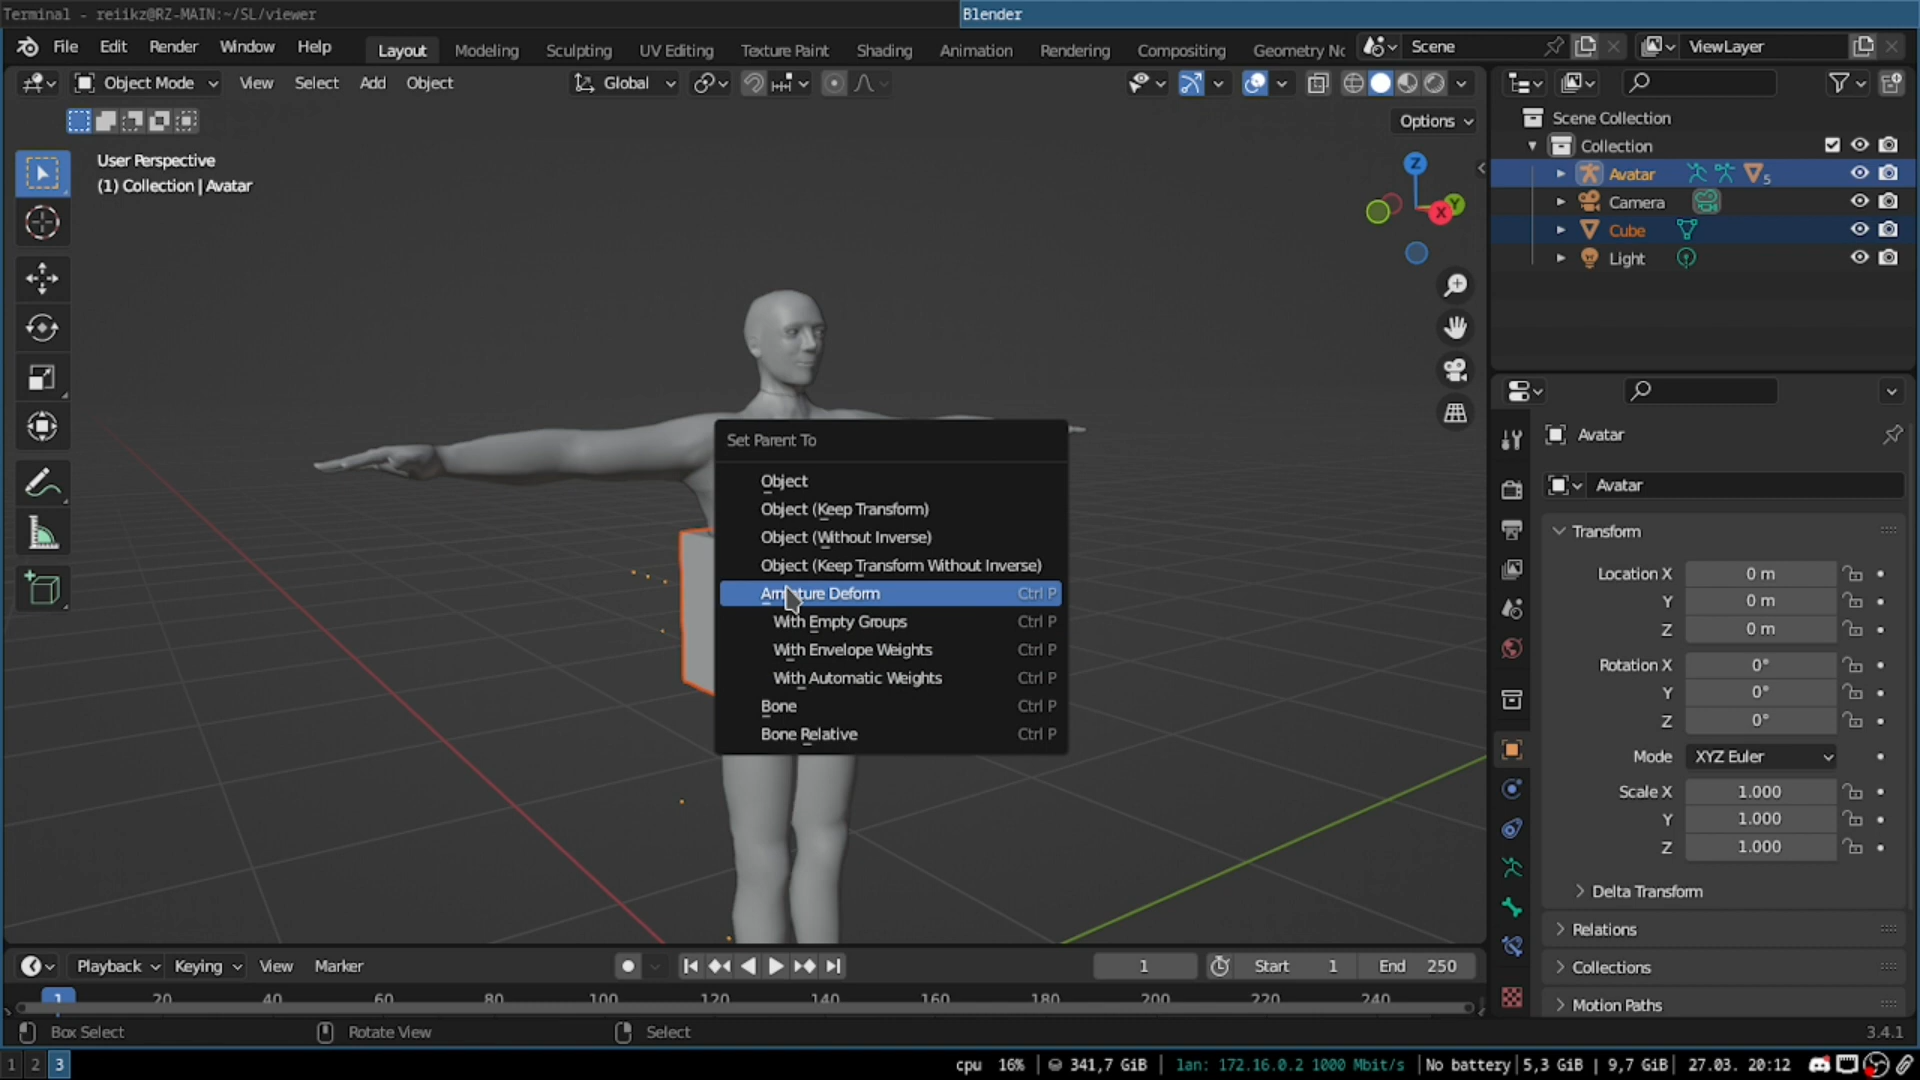 Terminal - reiikz@RZ-MAIN:~/SL/viewer
Blender
File Edit Render Window Help
Layout Modeling Sculpting UV Editing Texture Paint Shading Animation Rendering Compositing Geometry Nc
Scene
ViewLayer
Object Mode View Select Add Object
Global
Options
User Perspective
(1) Collection | Avatar
Z
Y
X
Scene Collection
Collection
Avatar
5
Camera
Cube
Light
Set Parent To
Object
Object (Keep Transform)
Object (Without Inverse)
Object (Keep Transform Without Inverse)
Armature Deform Ctrl P
With Empty Groups Ctrl P
With Envelope Weights Ctrl P
With Automatic Weights Ctrl P
Bone Ctrl P
Bone Relative Ctrl P
Avatar
Avatar
Transform
Location X 0 m
Y 0 m
Z 0 m
Rotation X 0°
Y 0°
Z 0°
Mode XYZ Euler
Scale X 1.000
Y 1.000
Z 1.000
Delta Transform
Relations
Collections
Motion Paths
Playback Keying View Marker
1
Start 1
End 250
1 20 40 60 80 100 120 140 160 180 200 220 240
Box Select
Rotate View
Select
3.4.1
1 2 3
cpu 16% | 341,7 GiB | lan: 172.16.0.2 1000 Mbit/s | No battery | 5,3 GiB | 9,7 GiB | 27.03. 20:12